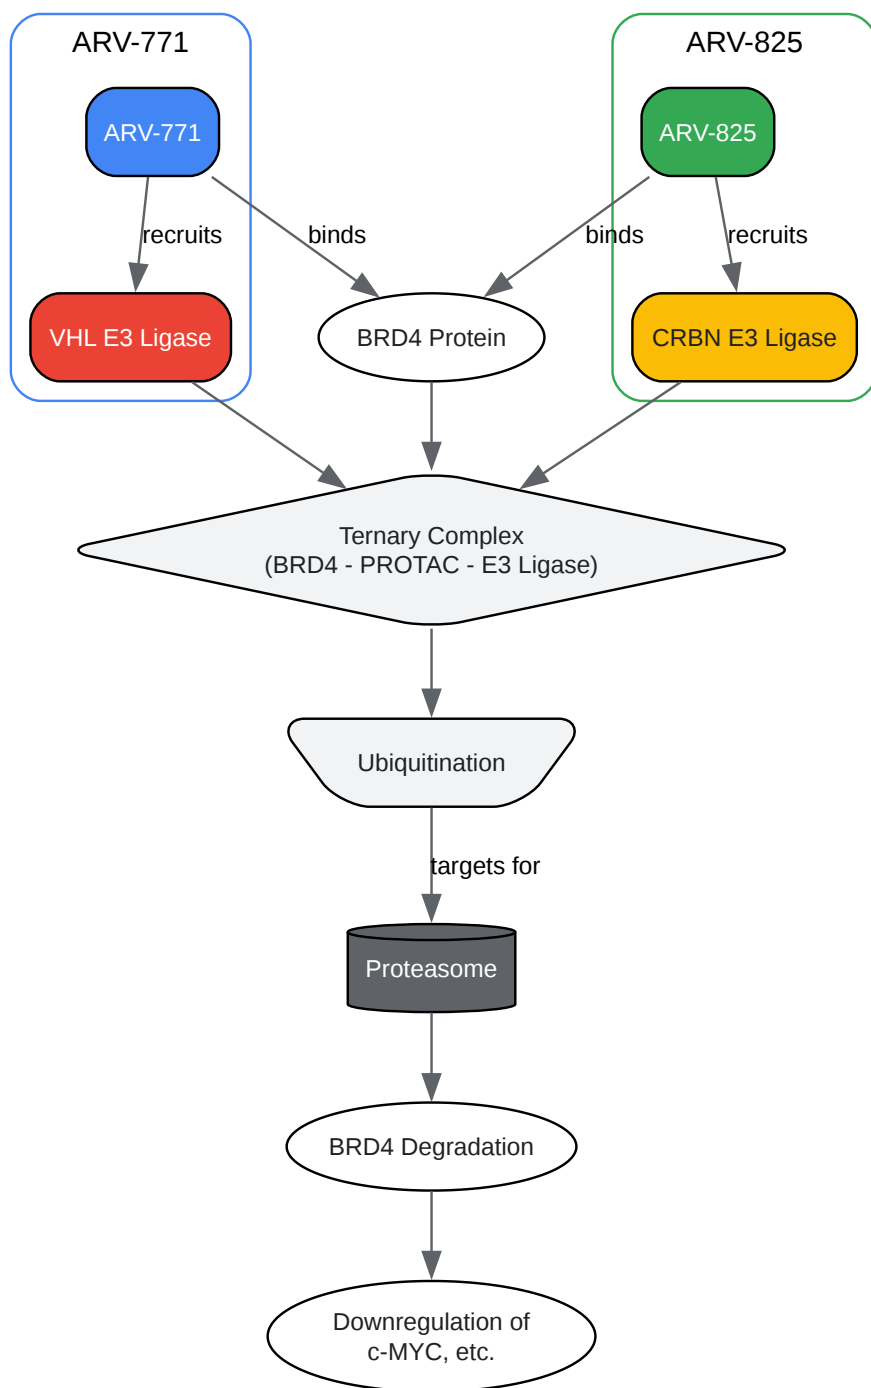 ARV-771
ARV-825
ARV-771
ARV-825
recruits
binds
binds
recruits
VHL E3 Ligase
BRD4 Protein
CRBN E3 Ligase
Ternary Complex
(BRD4 - PROTAC - E3 Ligase)
Ubiquitination
targets for
Proteasome
BRD4 Degradation
Downregulation of
c-MYC, etc.